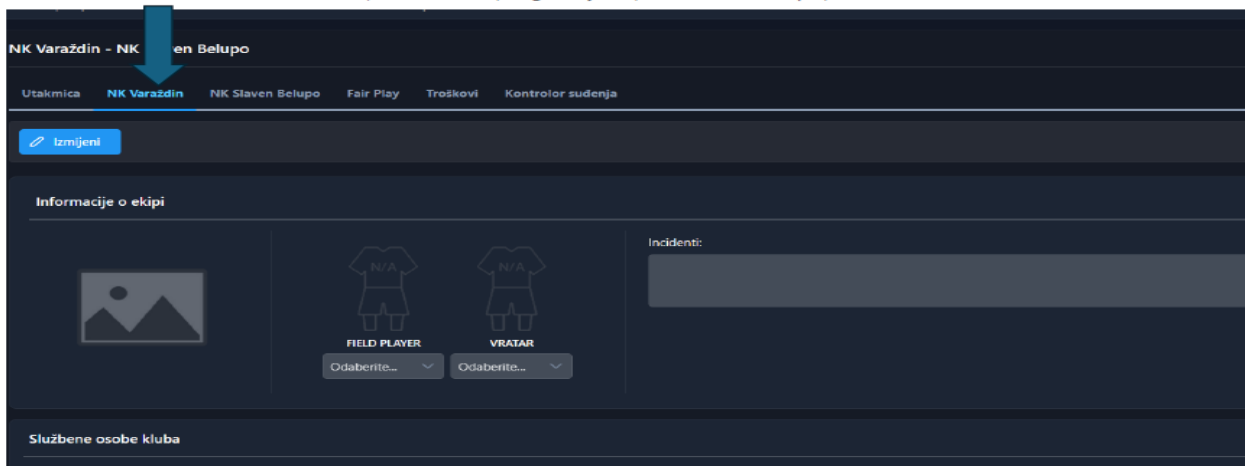 NK Varaždin - NK en Belupo
Utakmica NK Varaždin NK Slaven Belupo Fair Play Troškovi Kontrolor suđenja
Izmijeni
Informacije o ekipi
Incidenti:
N/A N/A
FIELD PLAYER VRATAR
Odaberite... Odaberite...
Službene osobe kluba